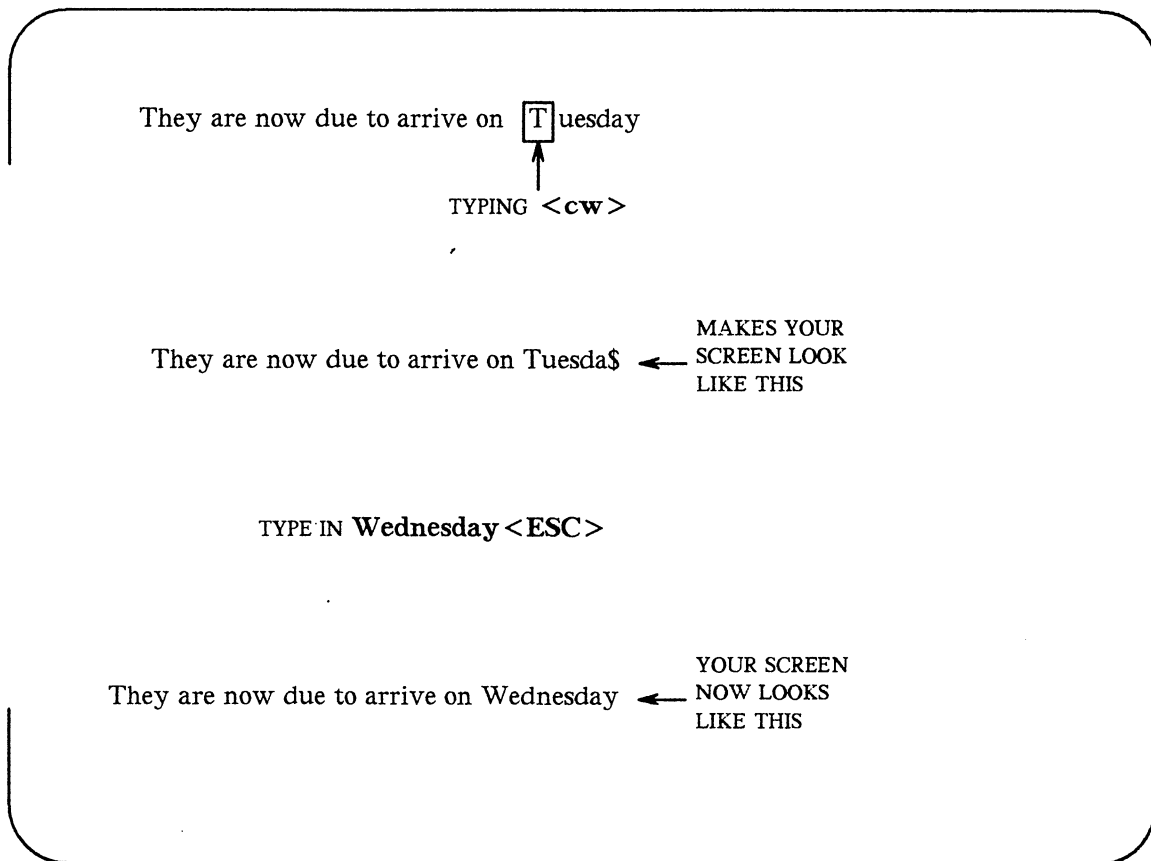 They are now due to arrive on Tuesday
TYPING <cw>
They are now due to arrive on Tuesda$
MAKES YOUR
SCREEN LOOK
LIKE THIS
TYPE IN Wednesday<ESC>
They are now due to arrive on Wednesday
YOUR SCREEN
NOW LOOKS
LIKE THIS